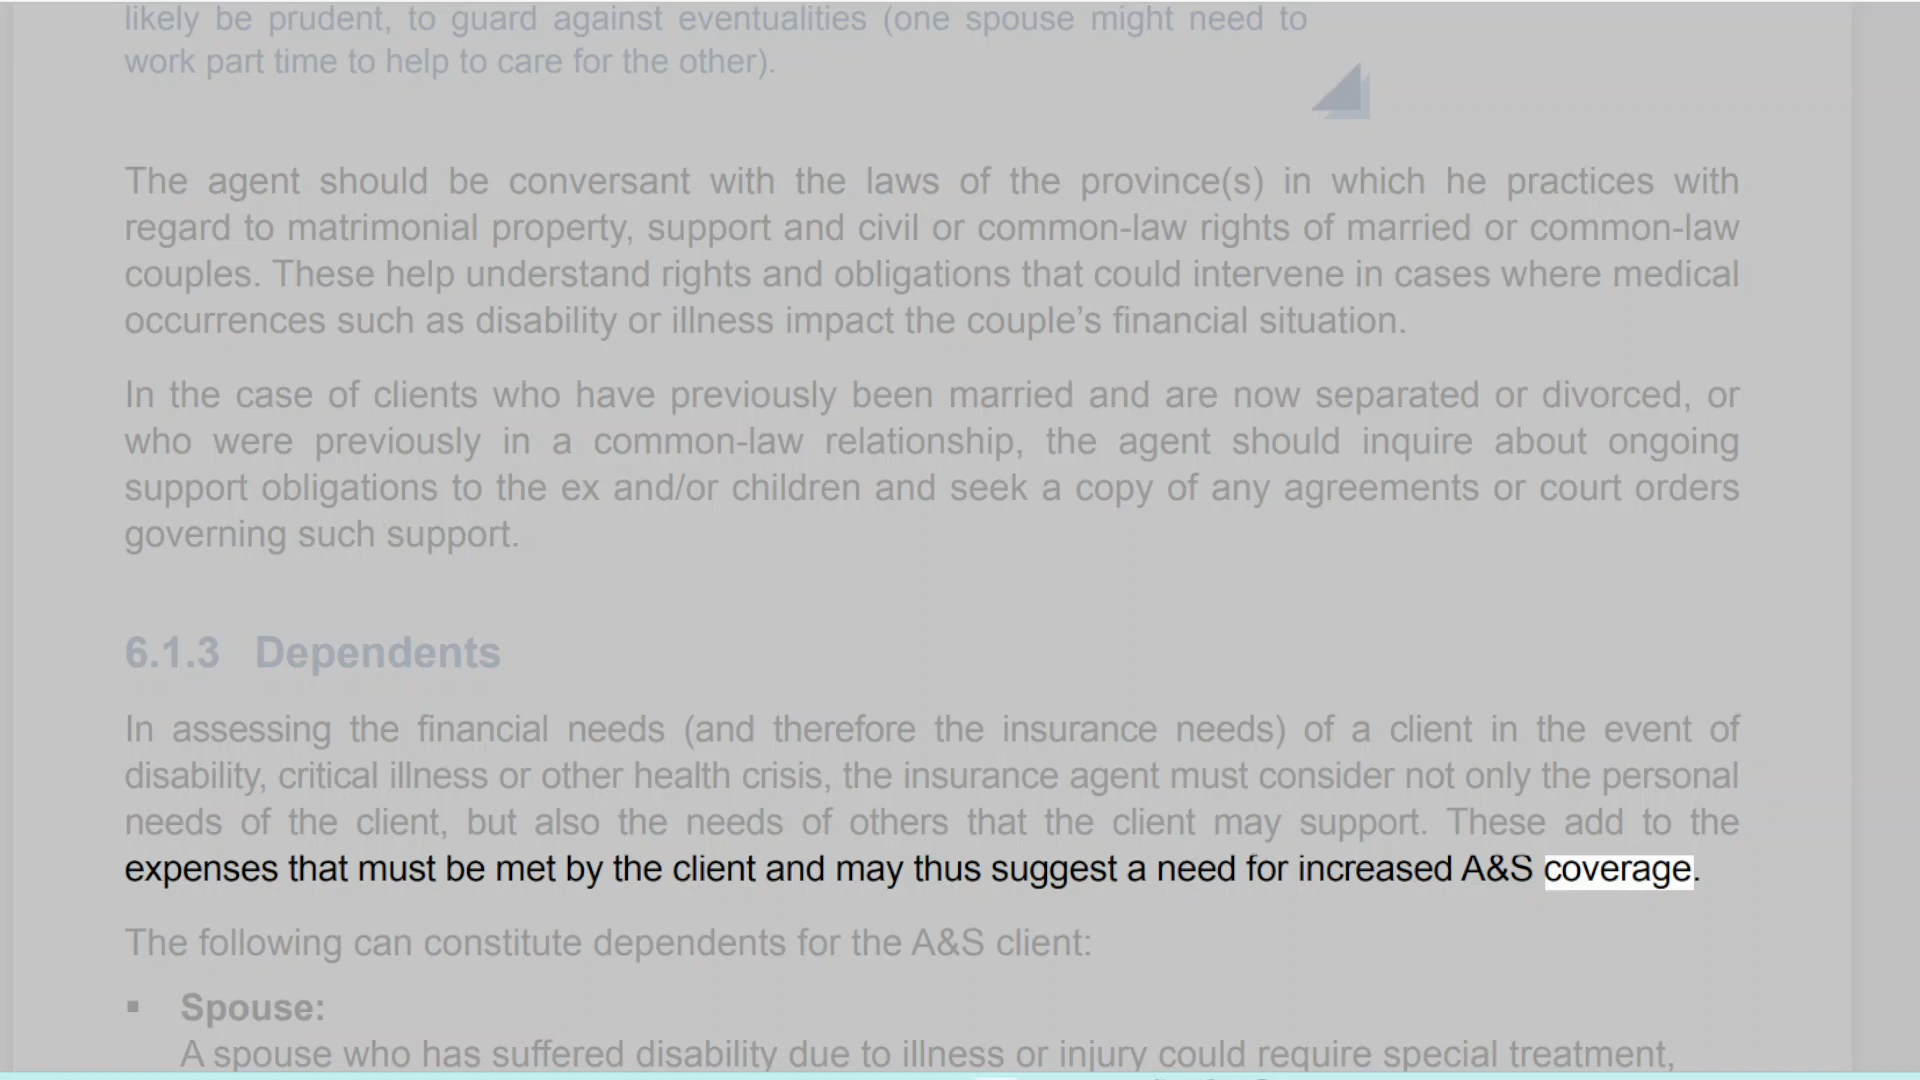 likely be prudent, to guard against eventualities (one spouse might need to
work part time to help to care for the other).
The agent should be conversant with the laws of the province(s) in which he practices with
regard to matrimonial property, support and civil or common-law rights of married or common-law
couples. These help understand rights and obligations that could intervene in cases where medical
occurrences such as disability or illness impact the couple’s financial situation.
In the case of clients who have previously been married and are now separated or divorced, or
who were previously in a common-law relationship, the agent should inquire about ongoing
support obligations to the ex and/or children and seek a copy of any agreements or court orders
governing such support.
6.1.3 Dependents
In assessing the financial needs (and therefore the insurance needs) of a client in the event of
disability, critical illness or other health crisis, the insurance agent must consider not only the personal
needs of the client, but also the needs of others that the client may support. These add to the
expenses that must be met by the client and may thus suggest a need for increased A&S coverage.
The following can constitute dependents for the A&S client:
▪ Spouse:
A spouse who has suffered disability due to illness or injury could require special treatment,